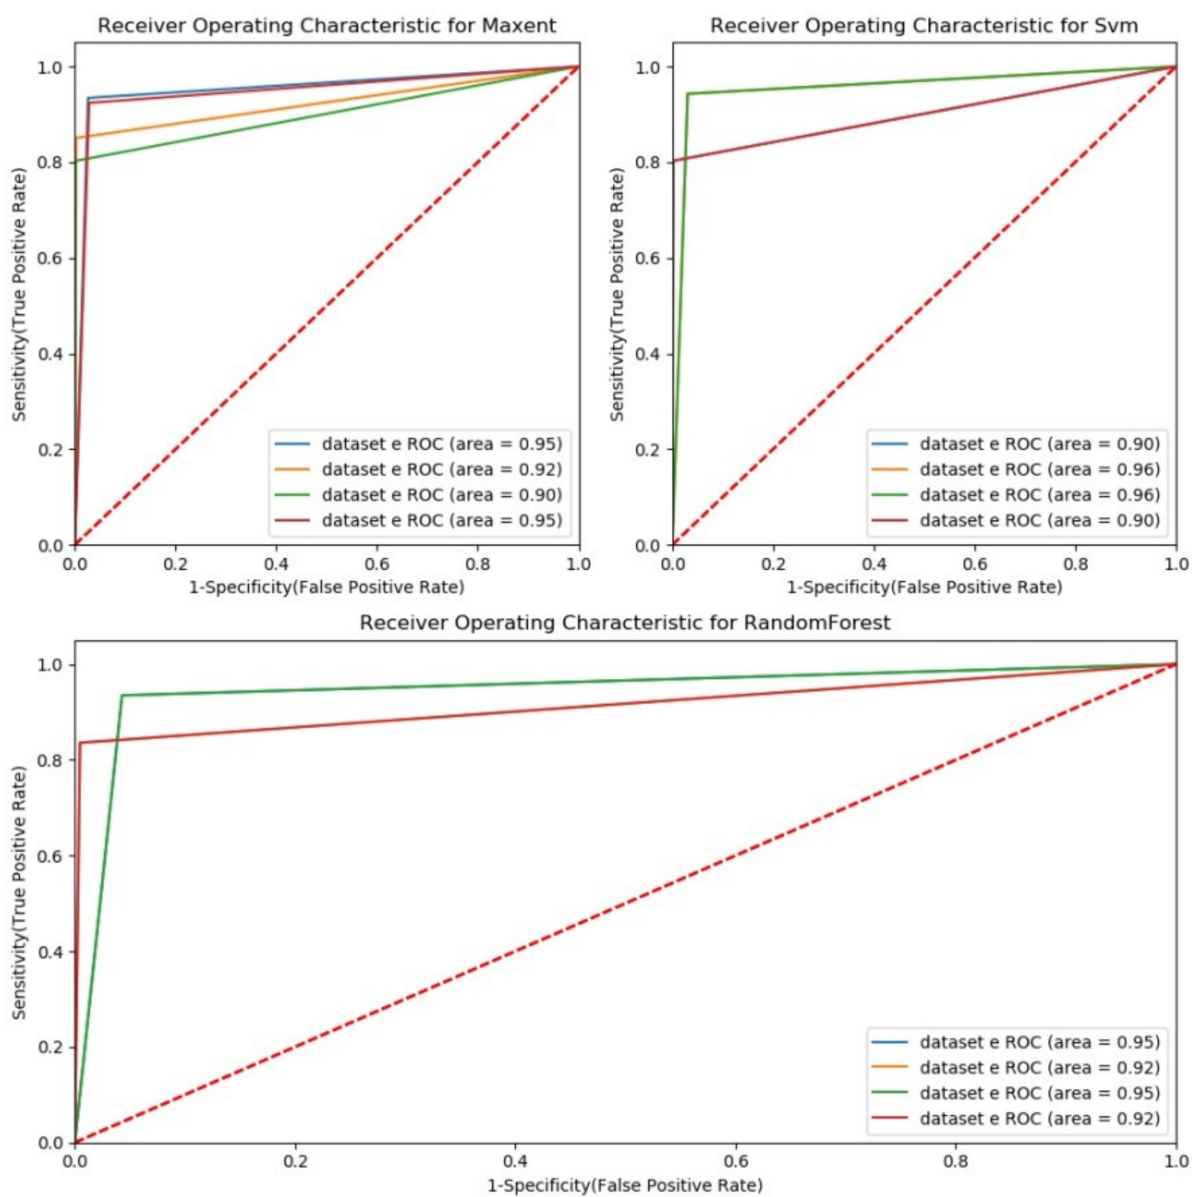 Receiver Operating Characteristic for Maxent
1.0
0.8
0.6
0.4
0.2
0.0
Sensitivity(True Positive Rate)
dataset e ROC (area = 0.95)
dataset e ROC (area = 0.92)
dataset e ROC (area = 0.90)
dataset e ROC (area = 0.95)
0.0 0.2 0.4 0.6 0.8 1.0
1-Specificity(False Positive Rate)
Receiver Operating Characteristic for Svm
1.0
0.8
0.6
0.4
0.2
0.0
Sensitivity(True Positive Rate)
dataset e ROC (area = 0.90)
dataset e ROC (area = 0.96)
dataset e ROC (area = 0.96)
dataset e ROC (area = 0.90)
0.0 0.2 0.4 0.6 0.8 1.0
1-Specificity(False Positive Rate)
Receiver Operating Characteristic for RandomForest
1.0
0.8
0.6
0.4
0.2
0.0
Sensitivity(True Positive Rate)
dataset e ROC (area = 0.95)
dataset e ROC (area = 0.92)
dataset e ROC (area = 0.95)
dataset e ROC (area = 0.92)
0.0 0.2 0.4 0.6 0.8 1.0
1-Specificity(False Positive Rate)